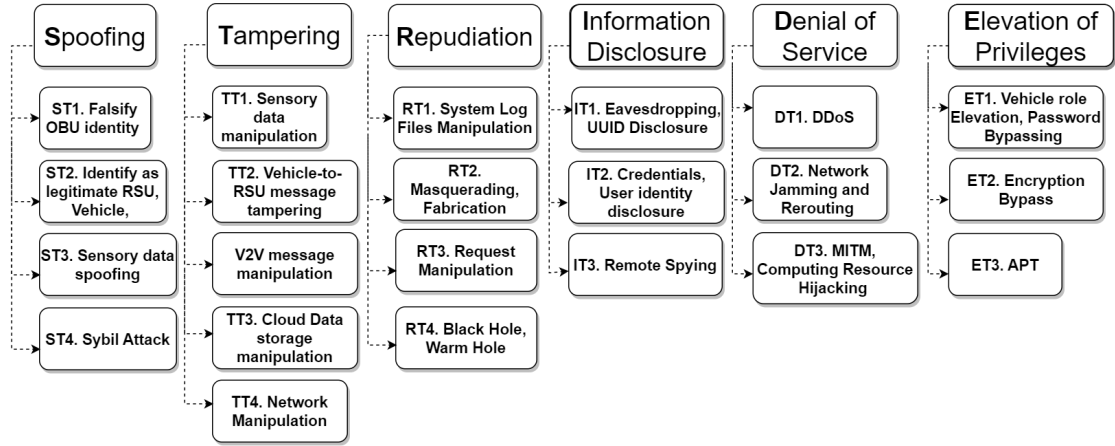 Spoofing
ST1. Falsify
OBU identity
ST2. Identify as
legitimate RSU,
Vehicle,
ST3. Sensory data
spoofing
ST4. Sybil Attack
Tampering
TT1. Sensory
data
manipulation
TT2. Vehicle-to-
RSU message
tampering
V2V message
manipulation
TT3. Cloud Data
storage
manipulation
TT4. Network
Manipulation
Repudiation
RT1. System Log
Files Manipulation
RT2.
Masquerading,
Fabrication
RT3. Request
Manipulation
RT4. Black Hole,
Warm Hole
Information
Disclosure
IT1. Eavesdropping,
UUID Disclosure
IT2. Credentials,
User identity
disclosure
IT3. Remote Spying
Denial of
Service
DT1. DDoS
DT2. Network
Jamming and
Rerouting
DT3. MITM,
Computing Resource
Hijacking
Elevation of
Privileges
ET1. Vehicle role
Elevation, Password
Bypassing
ET2. Encryption
Bypass
ET3. APT